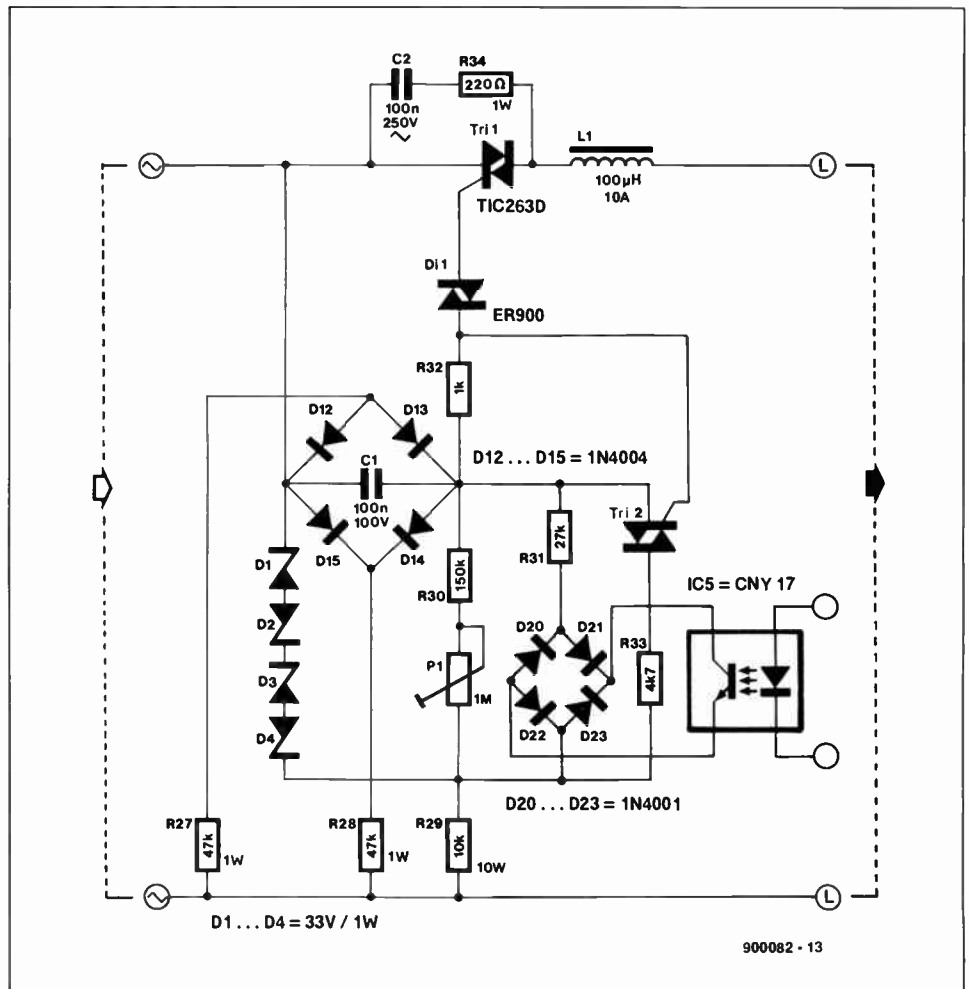 C2
R34
100n
250V
∼
220Ω
1W
Tri 1
L1
∼
L
100µH
10A
TIC263D
Di 1
ER900
R32
1k
D12
D13
C1
D12 ... D15 = 1N4004
100n
100V
Tri 2
D15
D14
27k
R31
IC5 = CNY 17
D1
150k
R30
D2
D20
D21
R33
D3
P1
4k7
1M
D4
D22
D23
D20 ... D23 = 1N4001
R27
47k
1W
R28
47k
1W
R29
10k
10W
∼
L
D1 ... D4 = 33V / 1W
900082 - 13